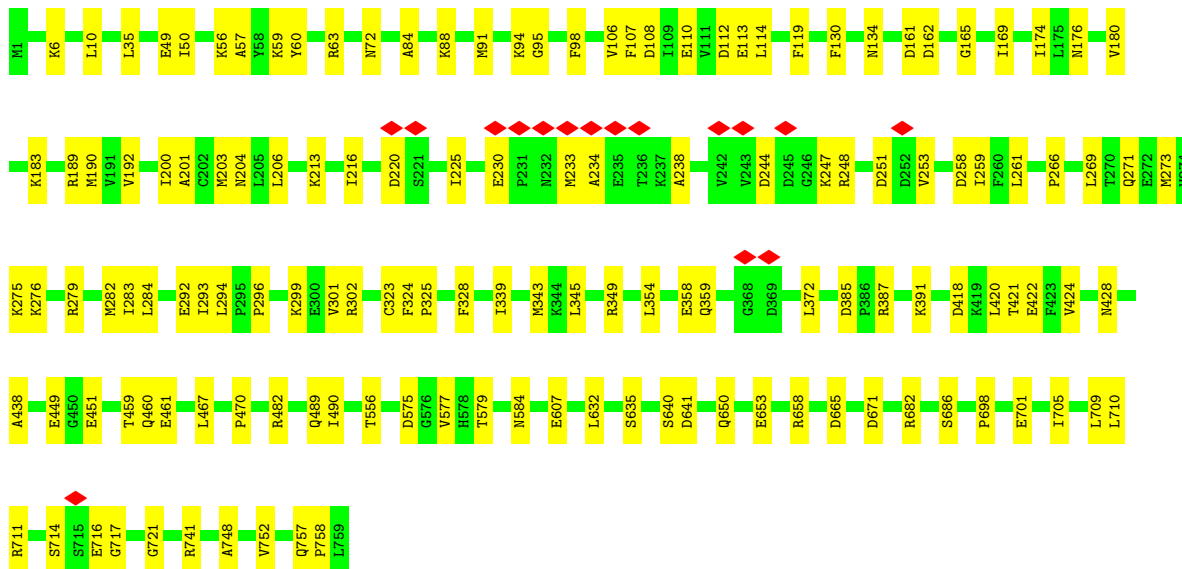 M1 K6 L10 L35 E49 I50 K56 A57 Y58 K59 Y60 R63 N72 A84 K88 M91 K94 G95 F98 V106 F107 D108 I109 E110 V111 D112 E113 L114 F119 F130 N134 D161 D162 G165 I169 I174 L175 N176 V180
K183 R189 M190 V191 V192 I200 A201 C202 M203 N204 L205 L206 K213 I216 D220 S221 I225 E230 P231 N232 M233 A234 E235 T236 K237 A238 V242 V243 D244 D245 G246 K247 R248 D251 D252 V253 D258 I259 F260 L261 P266 L269 T270 Q271 E272 M273
K275 K276 R279 M282 I283 L284 E292 I293 L294 P295 P296 K299 E300 V301 R302 C323 F324 P325 F328 I339 M343 K344 L345 R349 L354 E358 Q359 G368 D369 L372 D385 P386 R387 K391 D418 K419 L420 T421 E422 F423 V424 N428
A438 E449 G450 E451 T459 Q460 E461 L467 P470 R482 Q489 I490 T556 D575 G576 V577 H578 T579 N584 E607 L632 S635 S640 D641 Q650 E653 R658 D665 D671 R682 S686 P698 E701 I705 L709 L710
R711 S714 S715 E716 G717 G721 R741 A748 V752 Q757 P758 L759